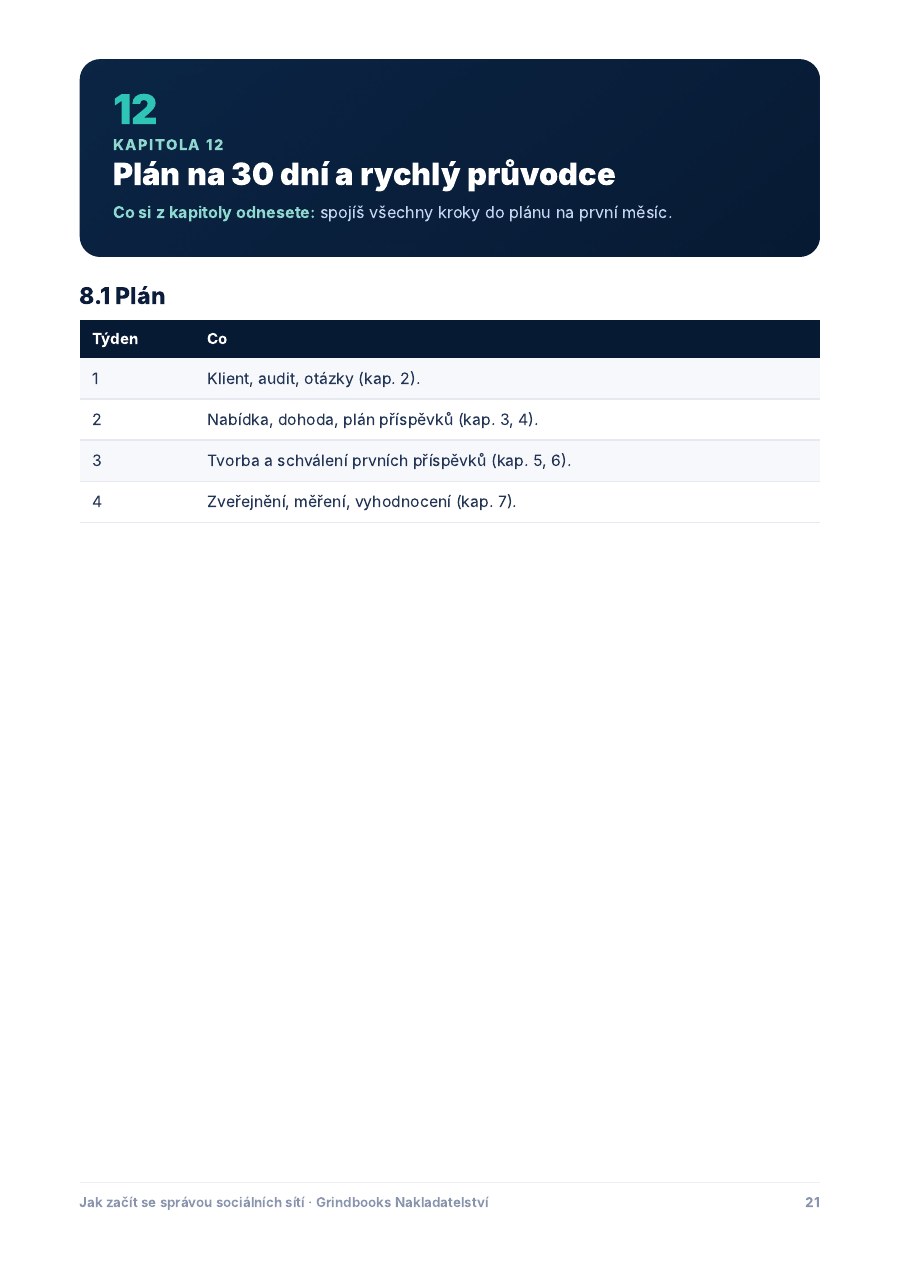 12
KAPITOLA 12
Plán na 30 dní a rychlý průvodce
Co si z kapitoly odnesete: spojíš všechny kroky do plánu na první měsíc.
8.1 Plán
Týden Co
1 Klient, audit, otázky (kap. 2).
2 Nabídka, dohoda, plán příspěvků (kap. 3, 4).
3 Tvorba a schválení prvních příspěvků (kap. 5, 6).
4 Zveřejnění, měření, vyhodnocení (kap. 7).
Jak začít se správou sociálních sítí · Grindbooks Nakladatelství 21